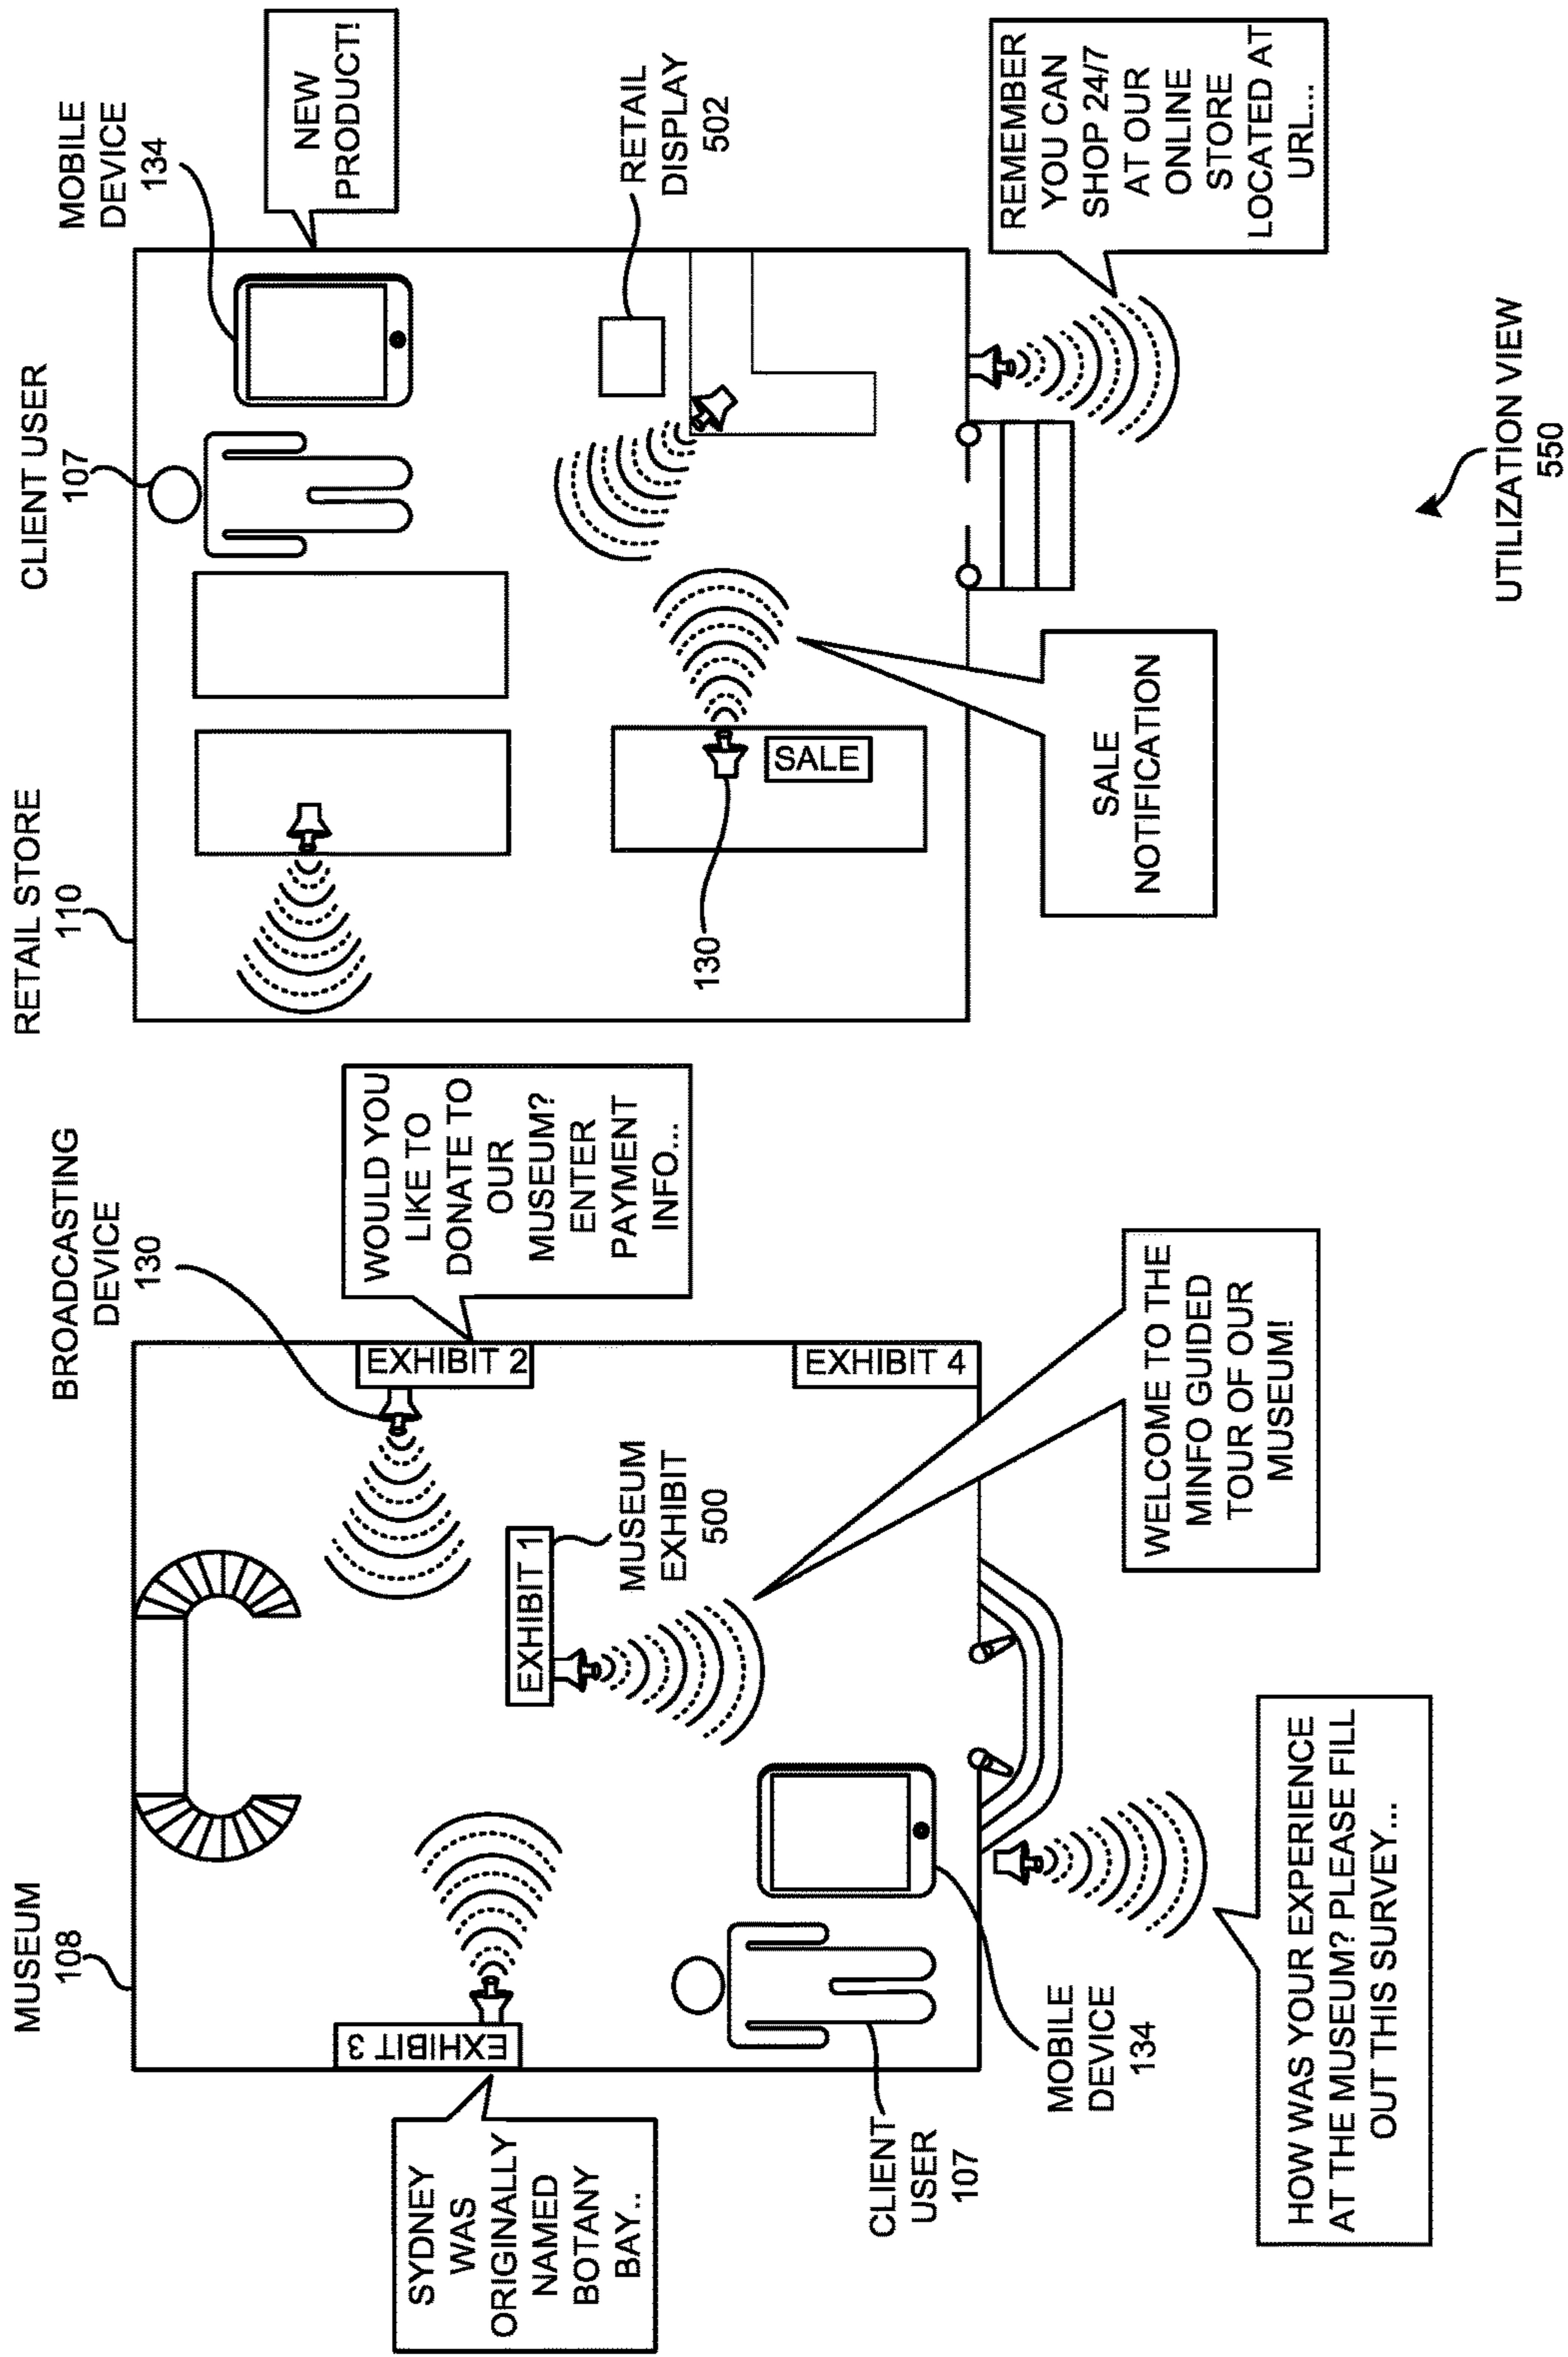 MUSEUM
108
BROADCASTING
DEVICE
130
EXHIBIT 3
SYDNEY
WAS
ORIGINALLY
NAMED
BOTANY
BAY..
EXHIBIT 2
WOULD YOU
LIKE TO
DONATE TO
OUR
MUSEUM?
ENTER
PAYMENT
INFO...
EXHIBIT 1
MUSEUM
EXHIBIT
500
EXHIBIT 4
CLIENT
USER
107
MOBILE
DEVICE
134
WELCOME TO THE
MINFO GUIDED
TOUR OF OUR
MUSEUM!
HOW WAS YOUR EXPERIENCE
AT THE MUSEUM? PLEASE FILL
OUT THIS SURVEY...
RETAIL STORE
110
CLIENT USER
107
MOBILE
DEVICE
134
NEW
PRODUCT!
RETAIL
DISPLAY
502
130
SALE
SALE
NOTIFICATION
REMEMBER
YOU CAN
SHOP 24/7
AT OUR
ONLINE
STORE
LOCATED AT
URL...
UTILIZATION VIEW
550